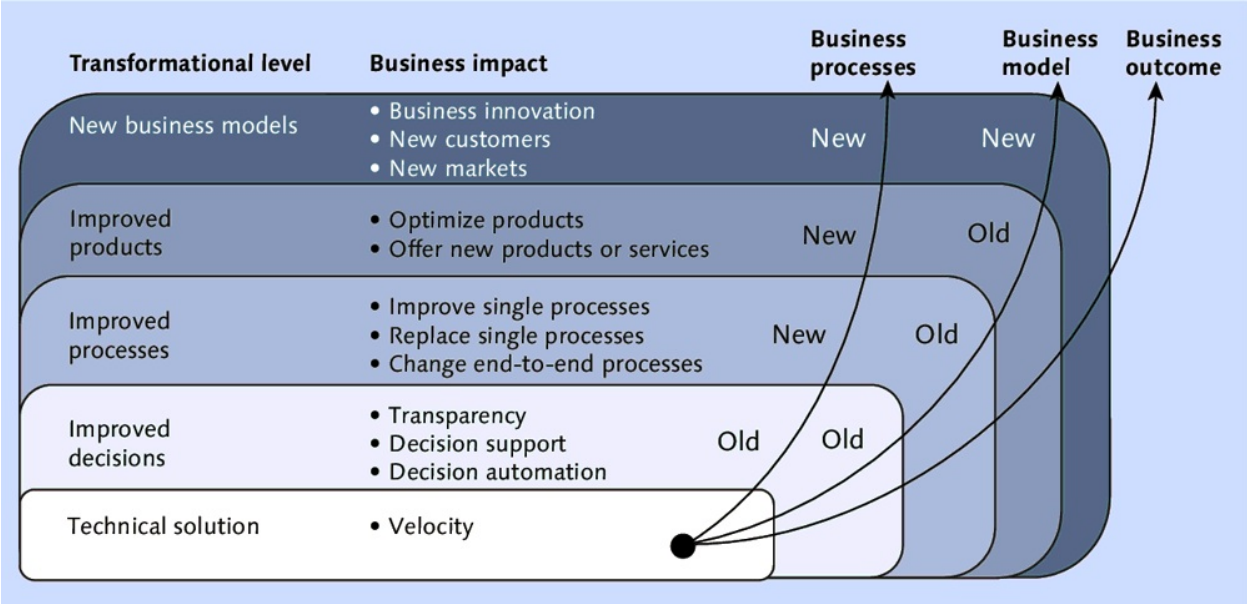 Business processes
Business model
Business outcome
Transformational level
Business impact
New business models
• Business innovation
• New customers
• New markets
New
New
Improved
products
• Optimize products
• Offer new products or services
New
Old
Improved
processes
• Improve single processes
• Replace single processes
• Change end-to-end processes
New
Old
Improved
decisions
• Transparency
• Decision support
• Decision automation
Old
Old
Technical solution
• Velocity